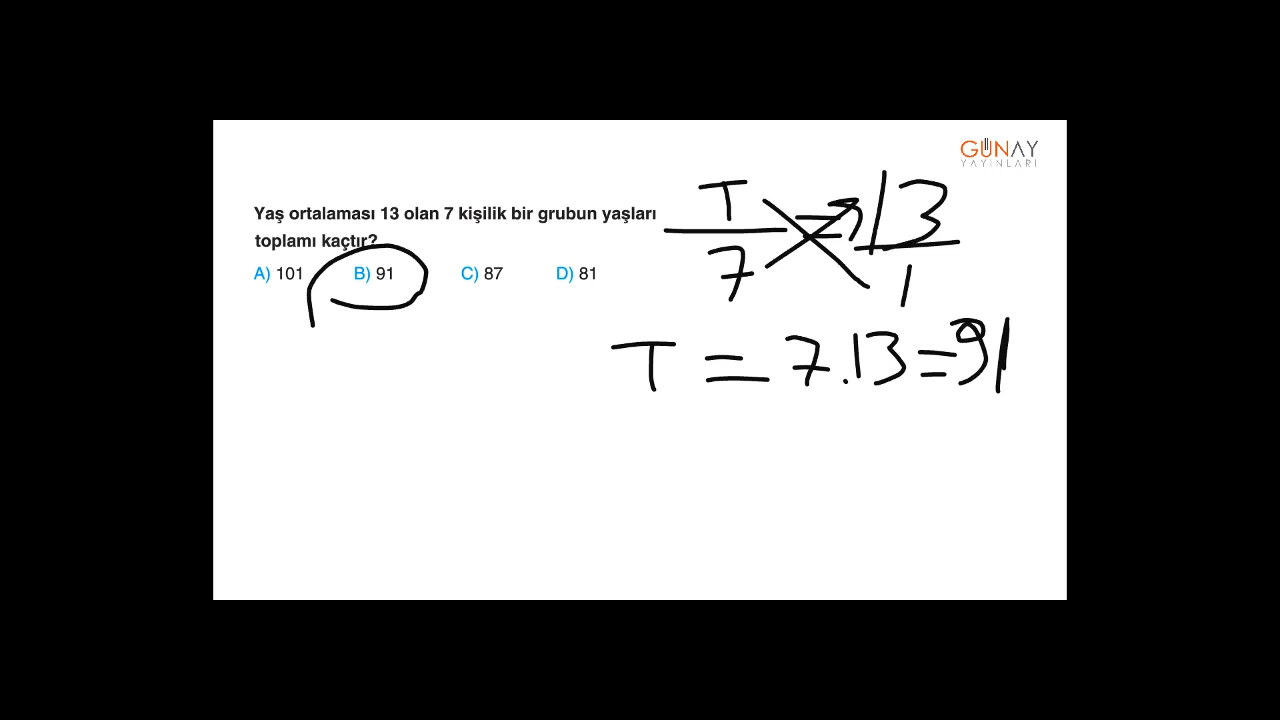 GÜNAY
YAYINLARI
Yaş ortalaması 13 olan 7 kişilik bir grubun yaşları
toplamı kaçtır?
A) 101 B) 91 C) 87 D) 81
T = 13
7 1
T = 7.13=91